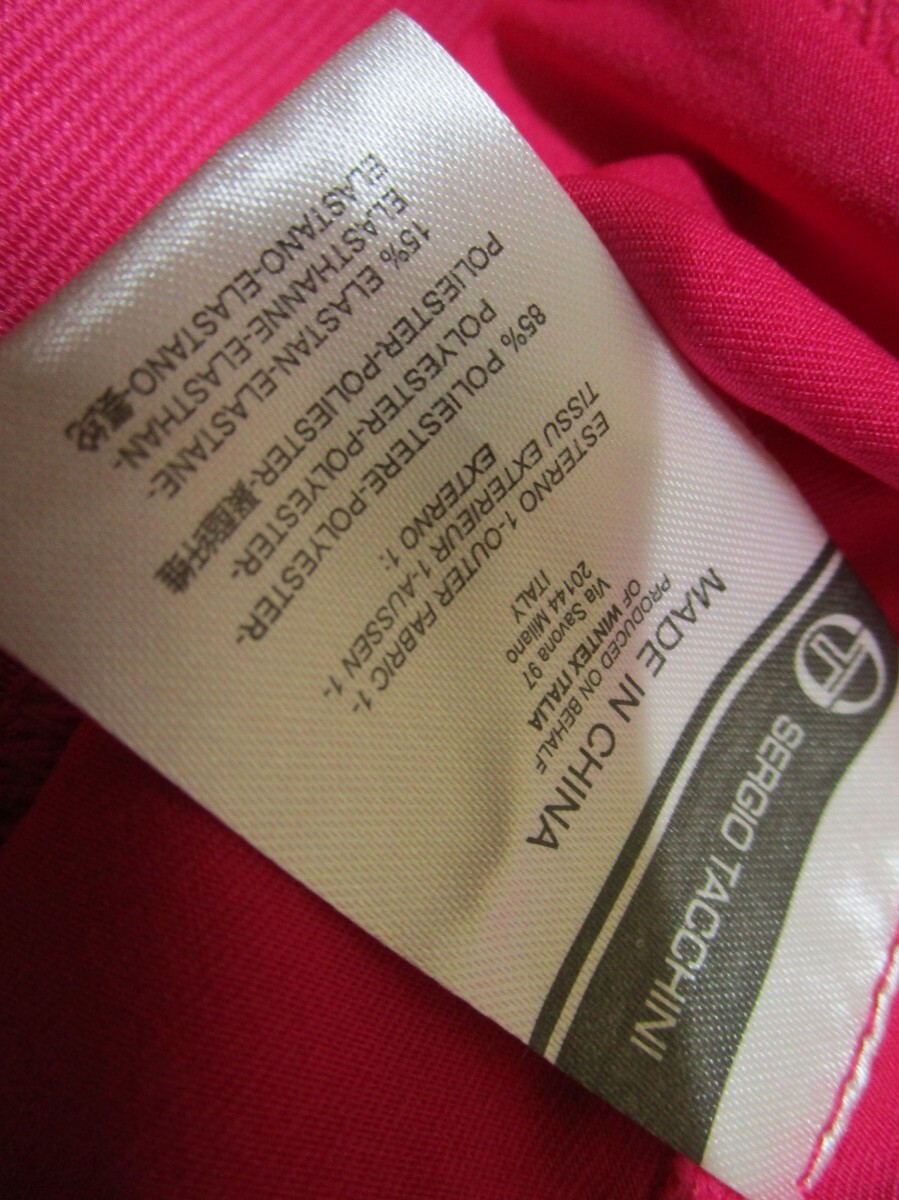 SERGIO TACCHINI
MADE IN CHINA
PRODUCED ON BEHALF
OF WINTEX ITALIA
Via Savona 97
20144 Milano
ITALY
ESTERNO 1-OUTER FABRIC 1-
TISSU EXTERIEUR 1-AUSSEN 1-
EXTERNO 1:
85% POLIESTERE-POLYESTER-
POLYESTER-POLYESTER-
POLIESTER-POLIESTER-聚酯纤维
15% ELASTAN-ELASTANE-
ELASTHANNE-ELASTHAN-
ELASTANO-ELASTANO-氨纶